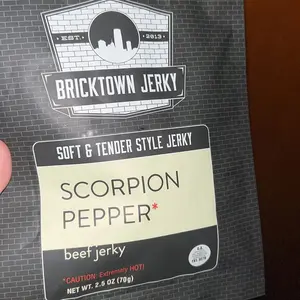 EST. 2013
BRICKTOWN JERKY
SOFT & TENDER STYLE JERKY
SCORPION
PEPPER*
beef jerky
*CAUTION: Extremely HOT!
NET WT. 2.5 OZ (70g)